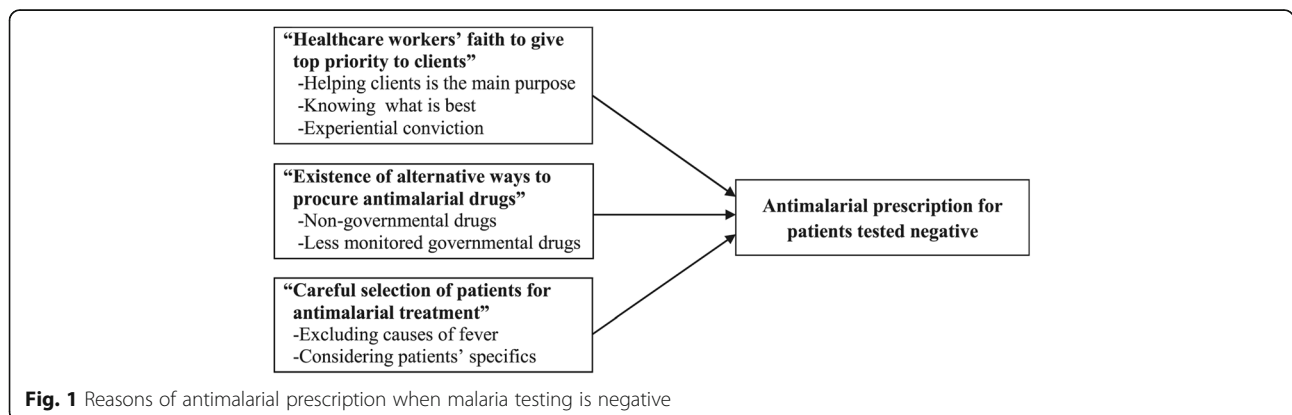 “Healthcare workers’ faith to give
top priority to clients”
-Helping clients is the main purpose
-Knowing what is best
-Experiential conviction
“Existence of alternative ways to
procure antimalarial drugs”
-Non-governmental drugs
-Less monitored governmental drugs
“Careful selection of patients for
antimalarial treatment”
-Excluding causes of fever
-Considering patients’ specifics
Antimalarial prescription for
patients tested negative
Fig. 1 Reasons of antimalarial prescription when malaria testing is negative